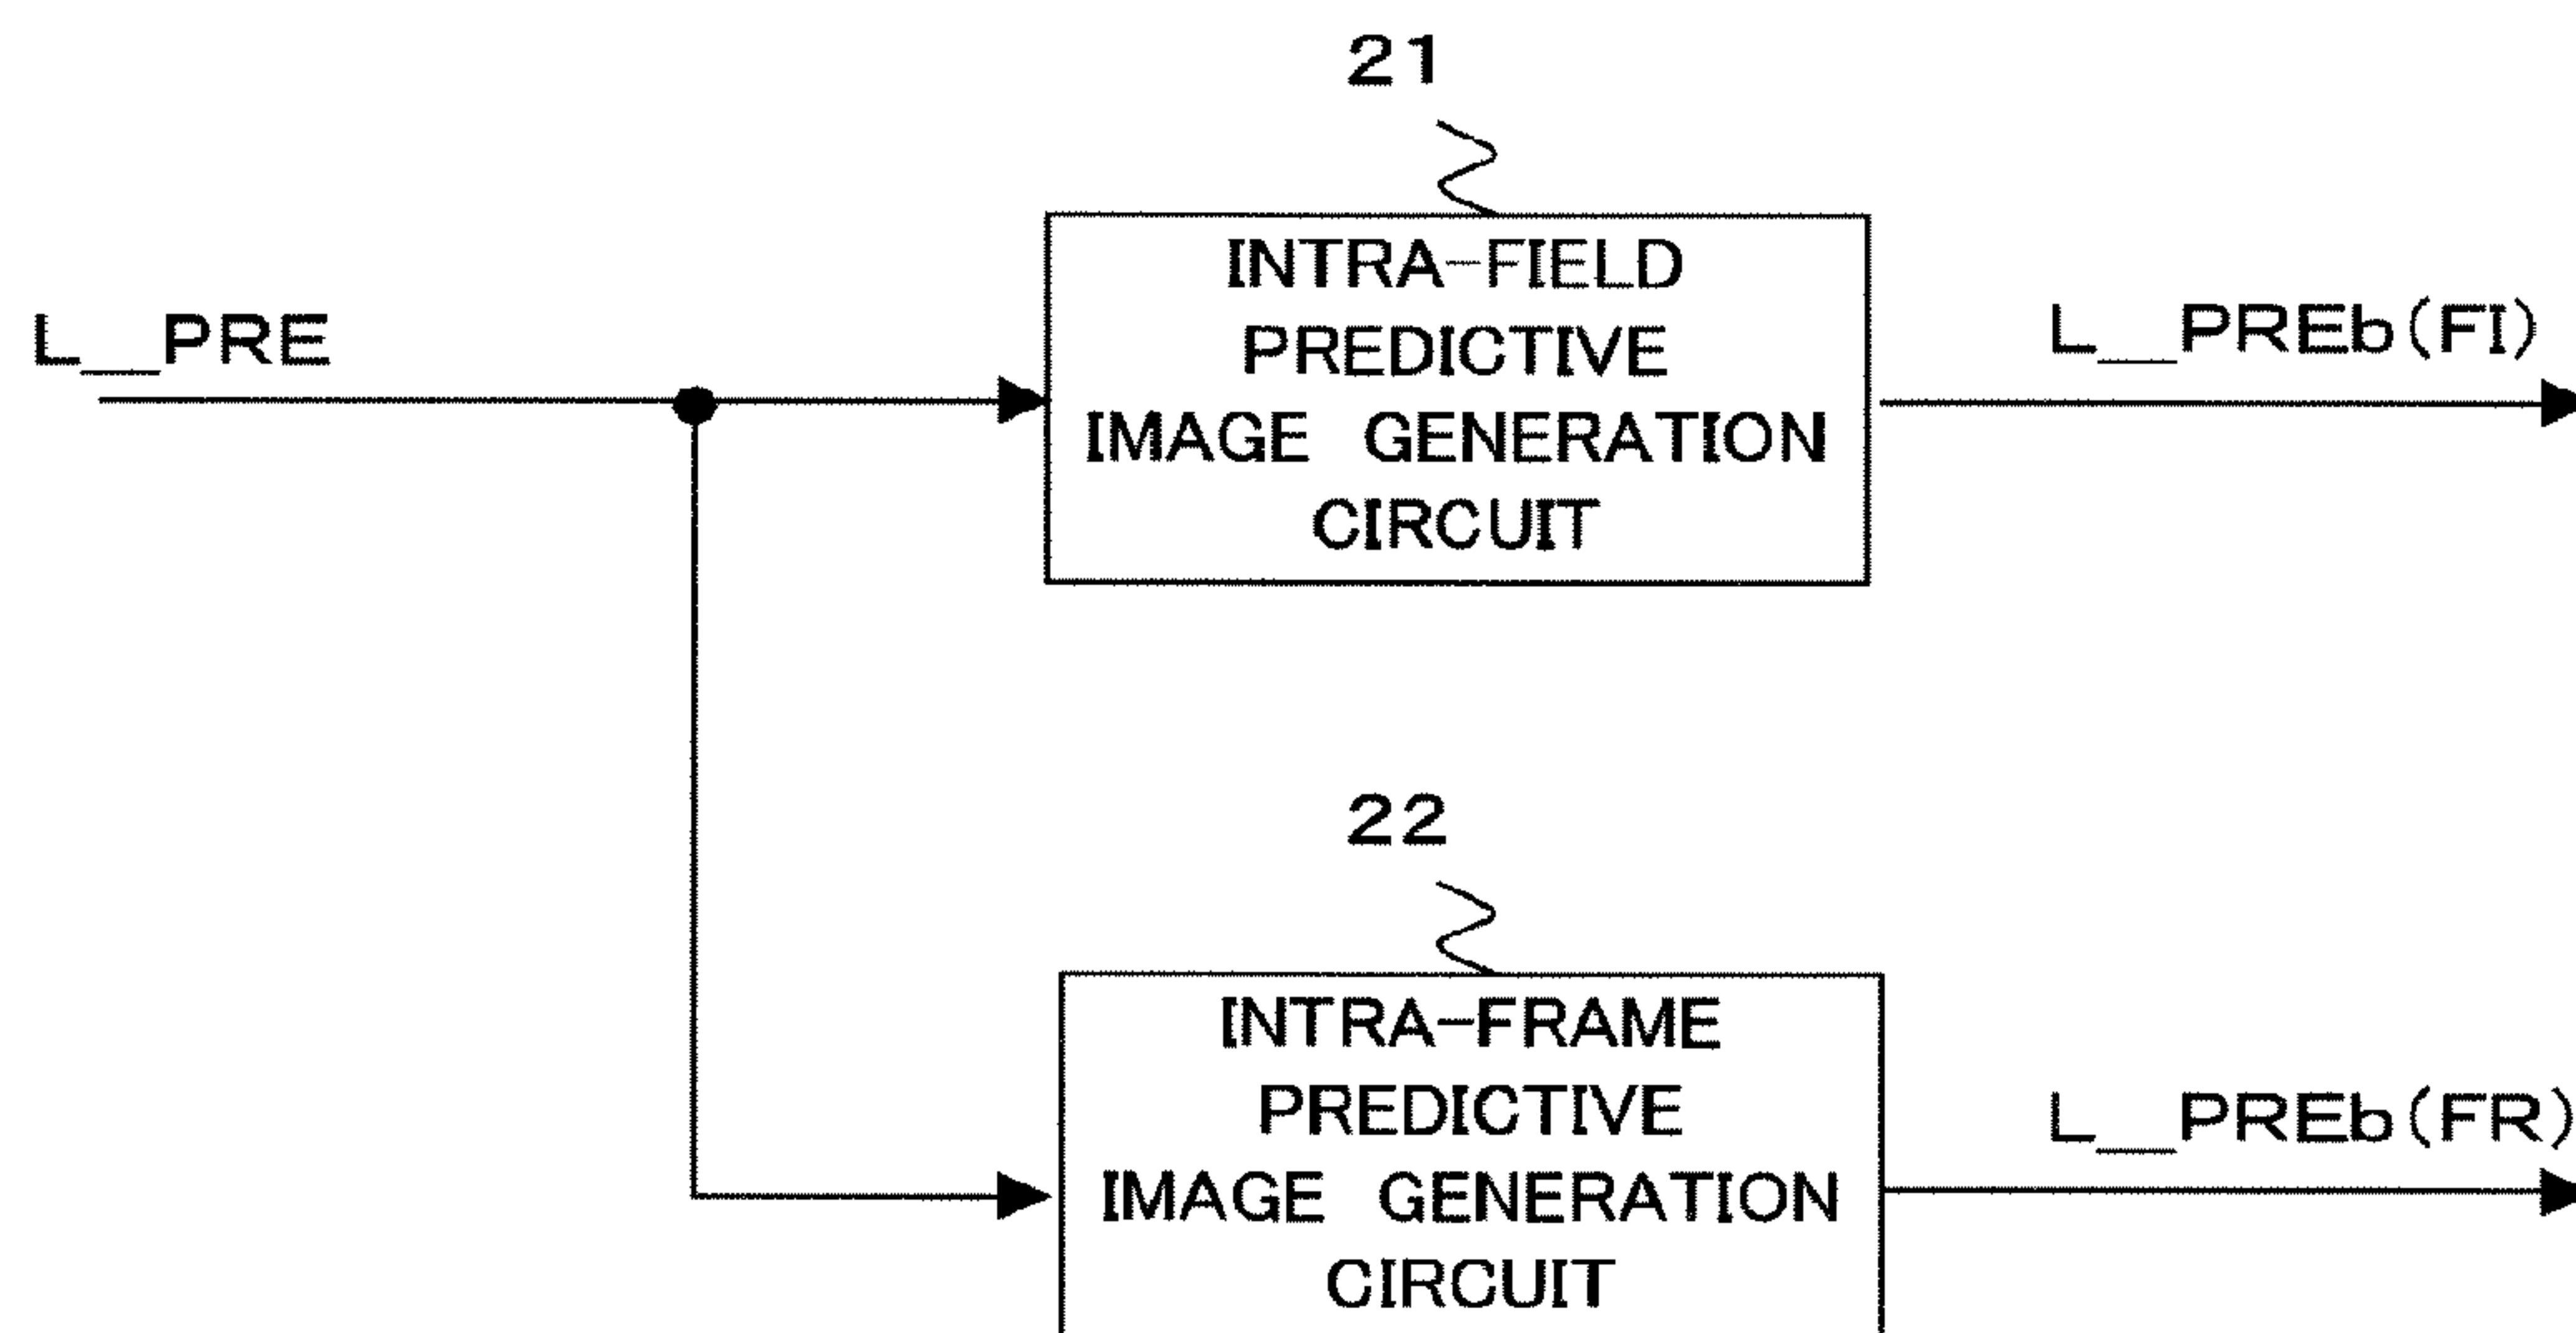 21
INTRA-FIELD
PREDICTIVE
IMAGE GENERATION
CIRCUIT
L__PRE
L__PREb(FI)
22
INTRA-FRAME
PREDICTIVE
IMAGE GENERATION
CIRCUIT
L__PREb(FR)